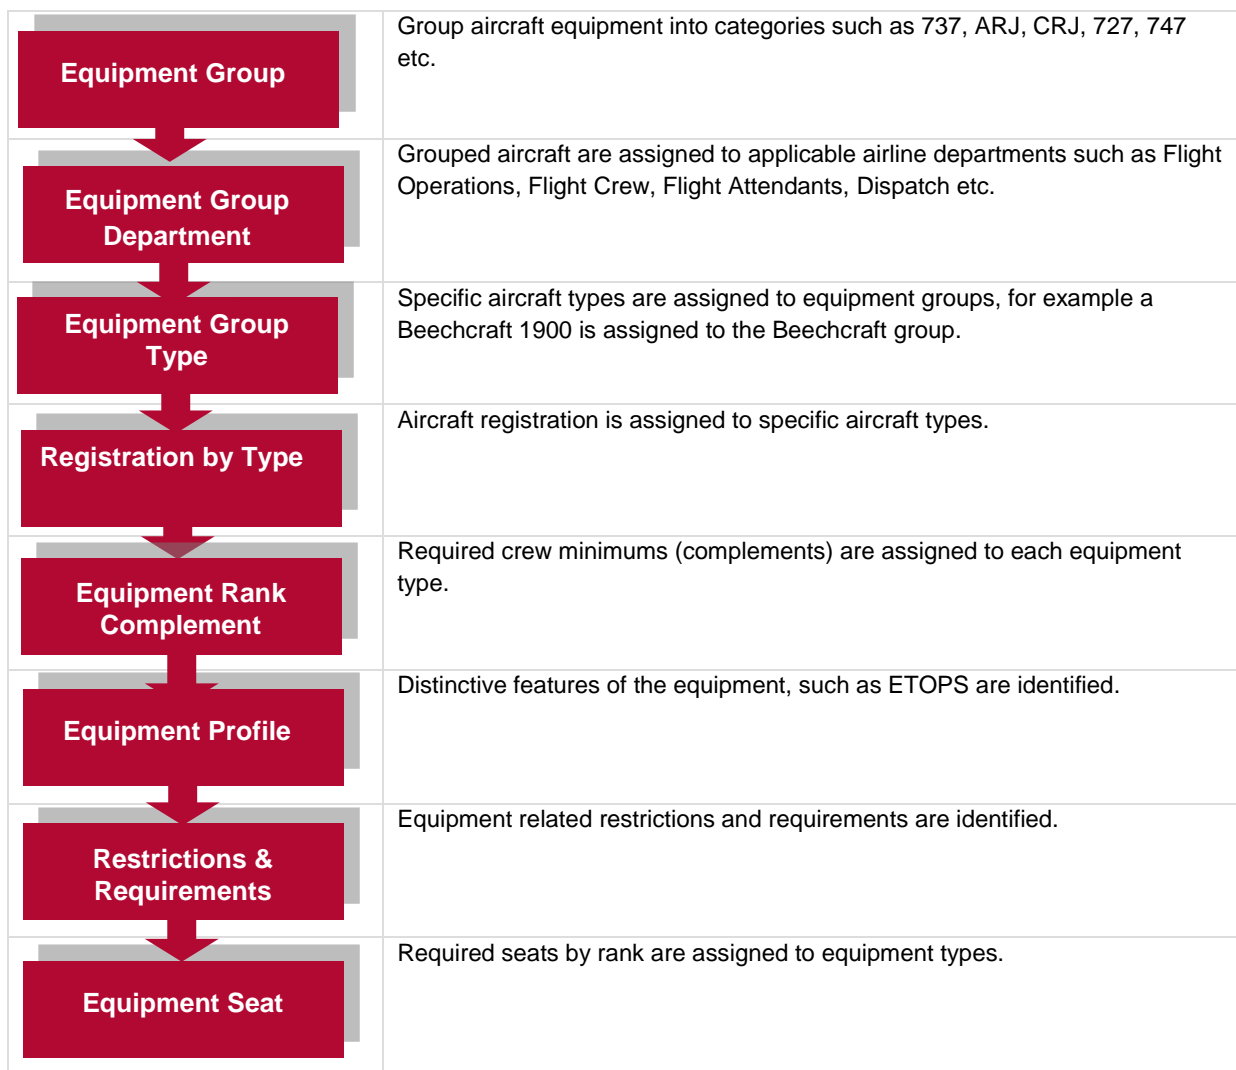 Equipment Group
Group aircraft equipment into categories such as 737, ARJ, CRJ, 727, 747
etc.
Equipment Group
Department
Grouped aircraft are assigned to applicable airline departments such as Flight
Operations, Flight Crew, Flight Attendants, Dispatch etc.
Equipment Group
Type
Specific aircraft types are assigned to equipment groups, for example a
Beechcraft 1900 is assigned to the Beechcraft group.
Registration by Type
Aircraft registration is assigned to specific aircraft types.
Equipment Rank
Complement
Required crew minimums (complements) are assigned to each equipment
type.
Equipment Profile
Distinctive features of the equipment, such as ETOPS are identified.
Restrictions &
Requirements
Equipment related restrictions and requirements are identified.
Equipment Seat
Required seats by rank are assigned to equipment types.